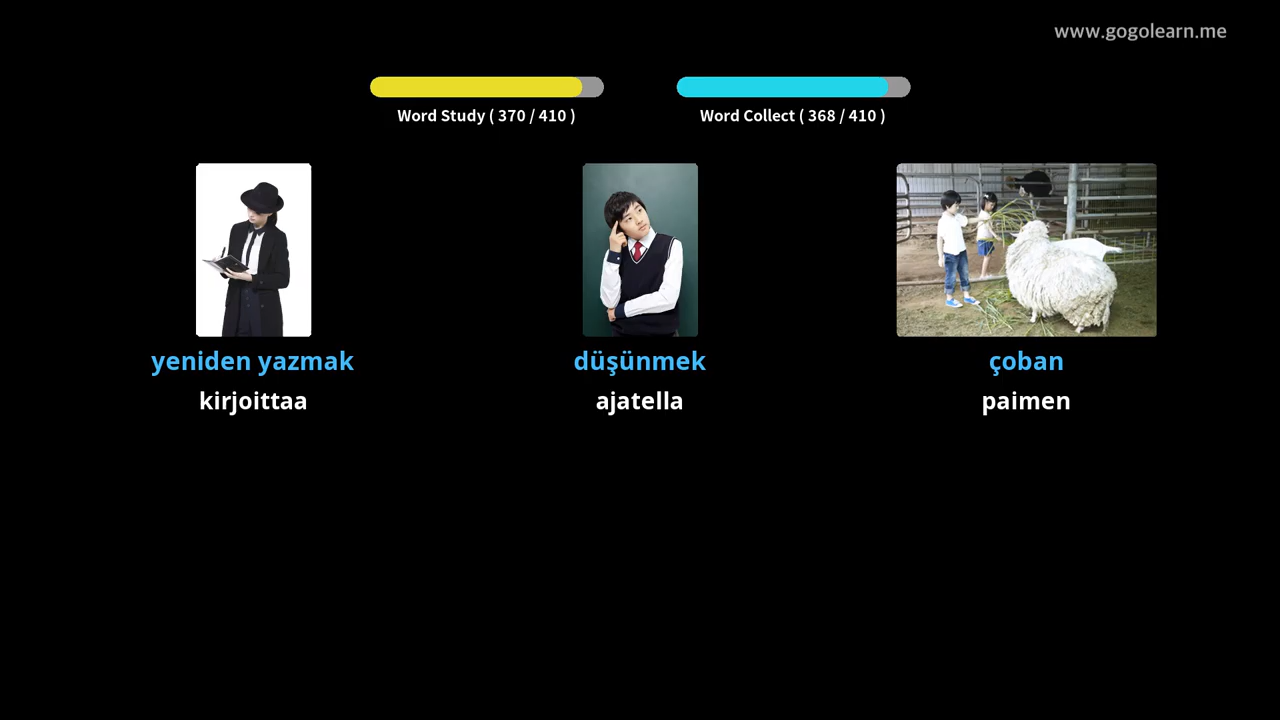 www.gogolearn.me
Word Study ( 370 / 410 )
Word Collect ( 368 / 410 )
yeniden yazmak
kirjoittaa
düşünmek
ajatella
çoban
paimen